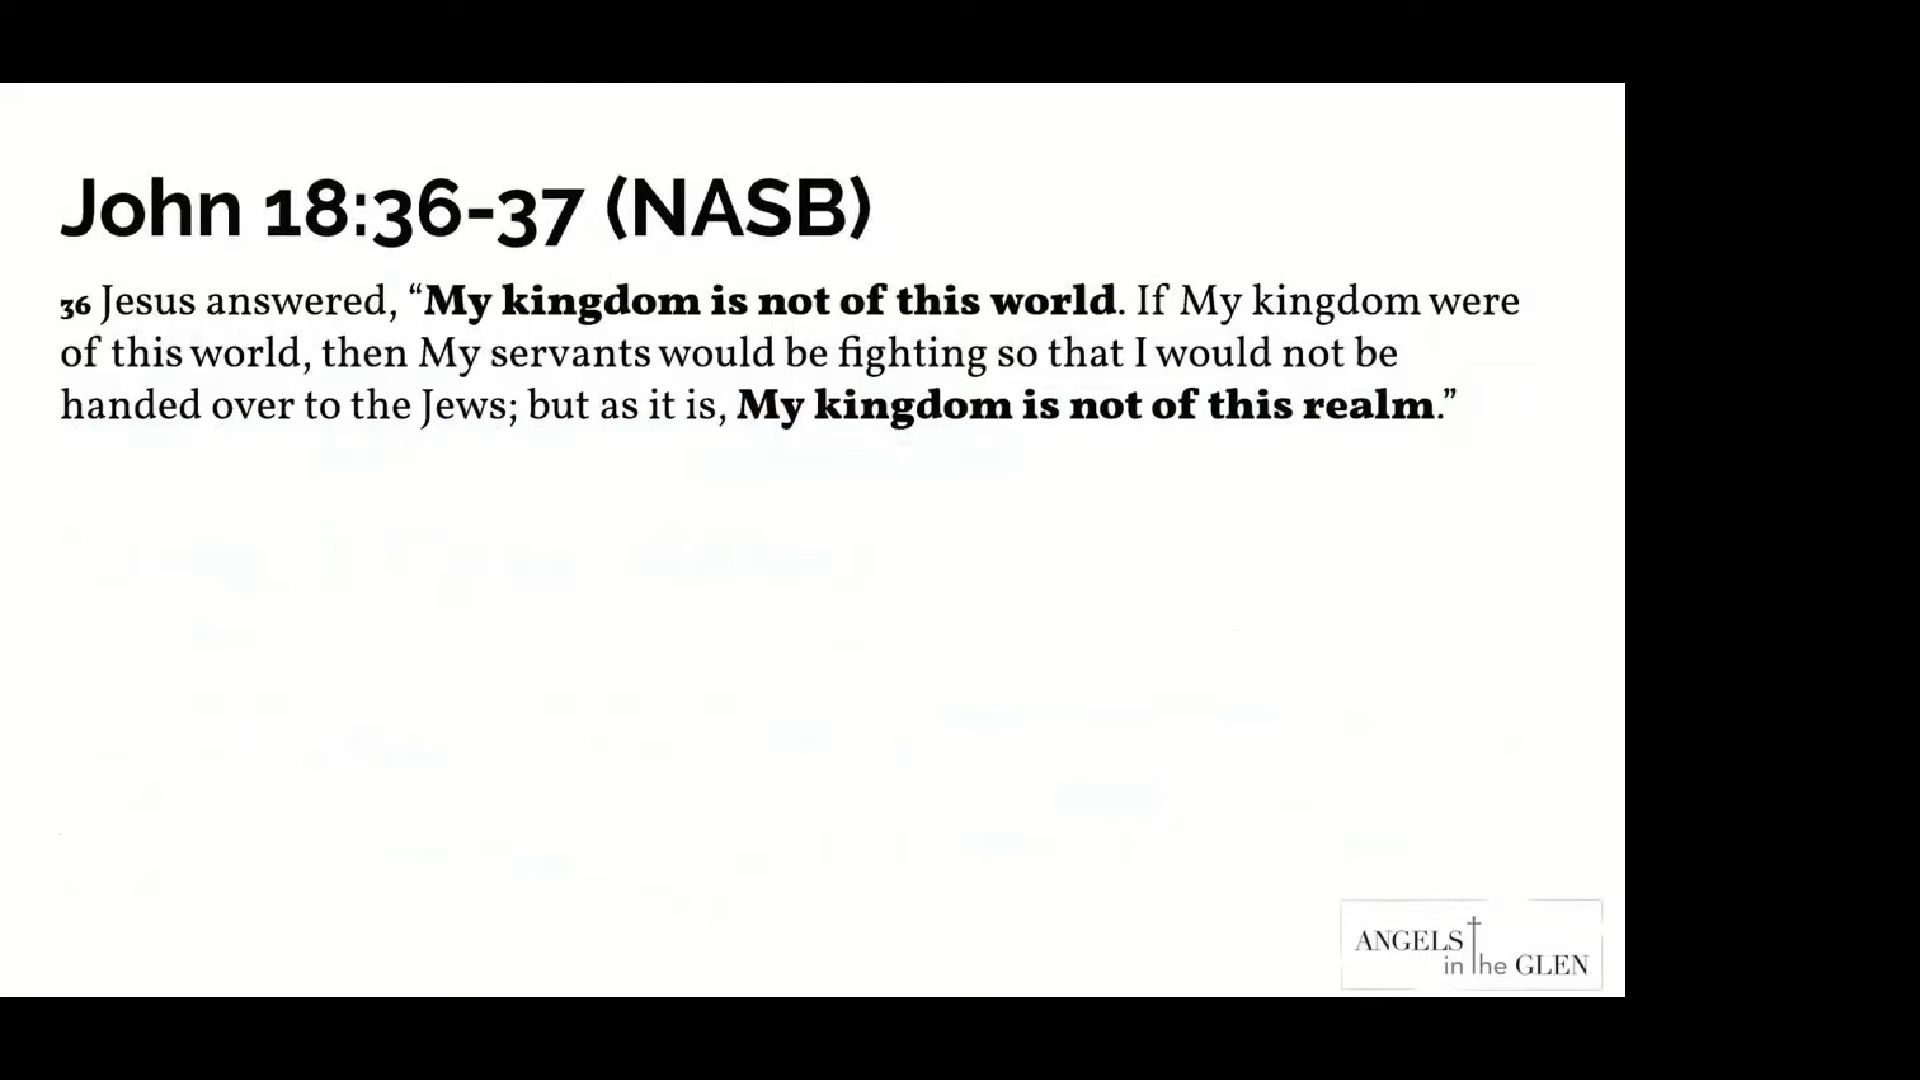 John 18:36-37 (NASB)
36 Jesus answered, “My kingdom is not of this world. If My kingdom were
of this world, then My servants would be fighting so that I would not be
handed over to the Jews; but as it is, My kingdom is not of this realm.”
ANGELS
in the GLEN